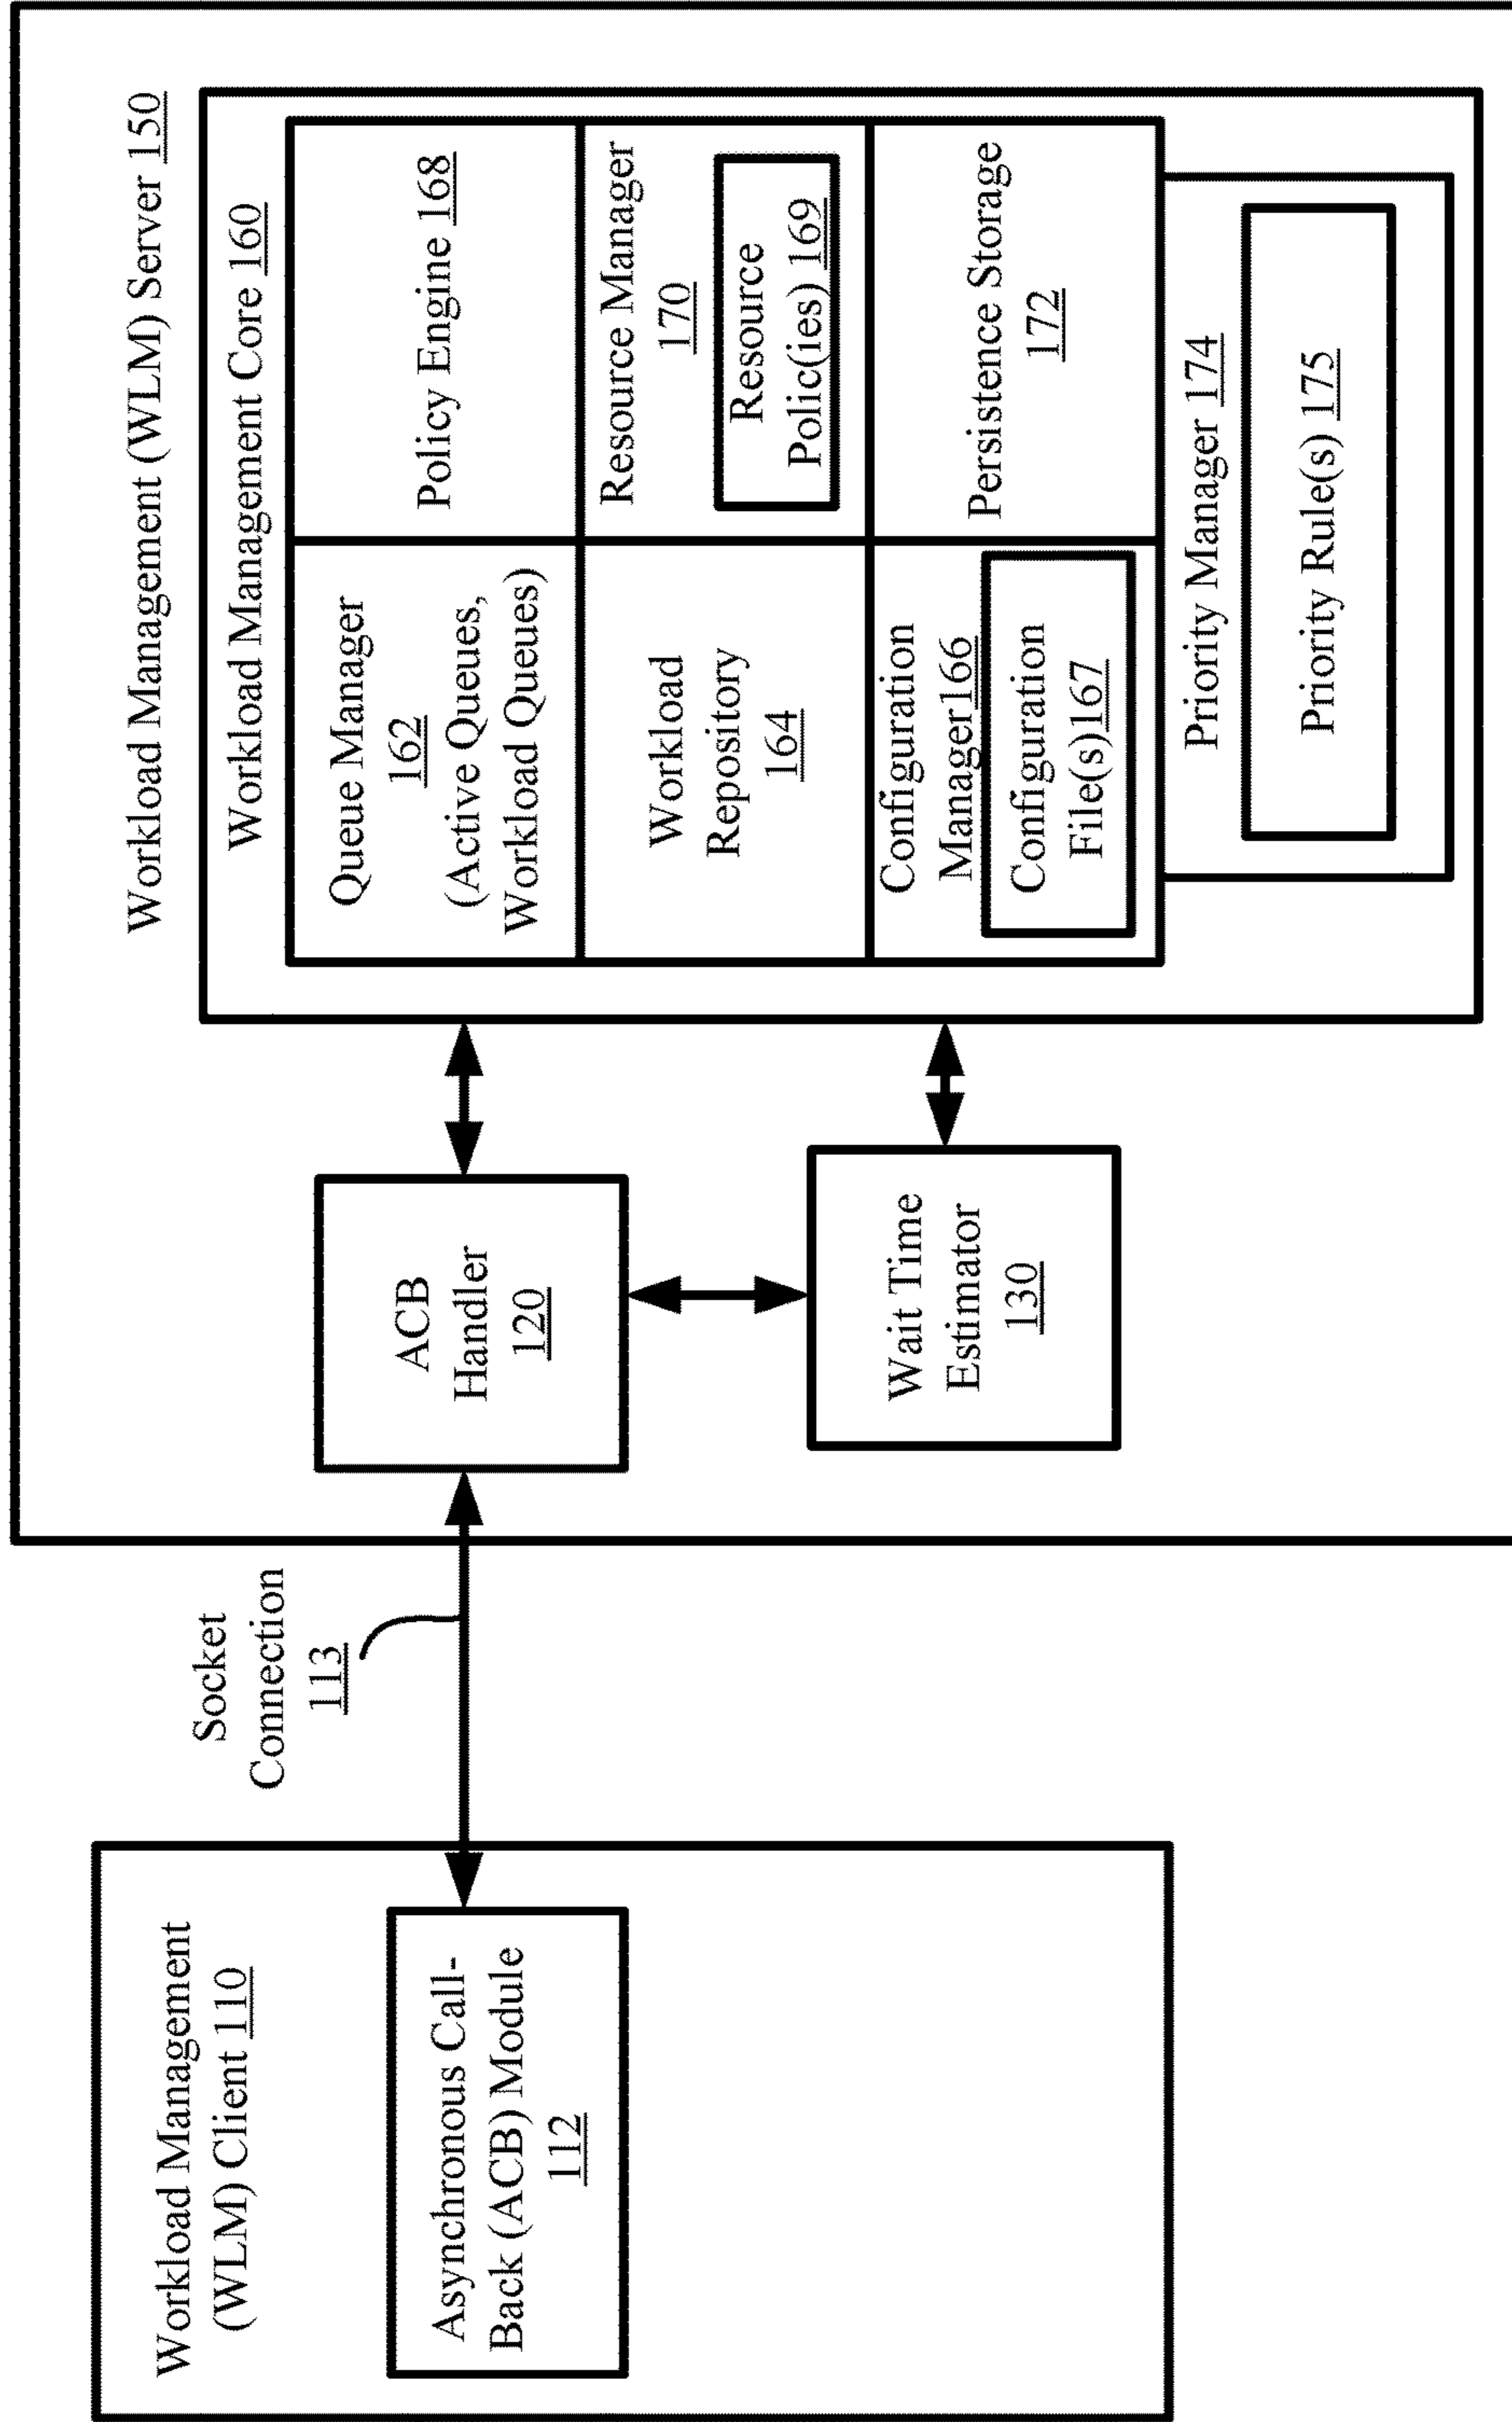 Workload Management
(WLM) Client 110
Asynchronous Call-
Back (ACB) Module
112
Socket
Connection
113
Workload Management (WLM) Server 150
ACB
Handler
120
Wait Time
Estimator
130
Workload Management Core 160
Queue Manager
162
(Active Queues,
Workload Queues)
Policy Engine 168
Workload
Repository
164
Resource Manager
170
Resource
Polic(ies) 169
Configuration
Manager166
Configuration
File(s)167
Persistence Storage
172
Priority Manager 174
Priority Rule(s) 175